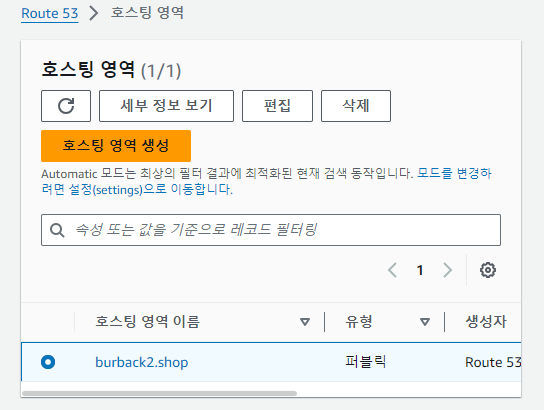 Route 53 > 호스팅 영역
호스팅 영역 (1/1)
세부 정보 보기 편집 삭제
호스팅 영역 생성
Automatic 모드는 최상의 필터 결과에 최적화된 현재 검색 동작입니다. 모드를 변경하
려면 설정(settings)으로 이동합니다.
속성 또는 값을 기준으로 레코드 필터링
1
호스팅 영역 이름 유형 생성자
burback2.shop 퍼블릭 Route 53